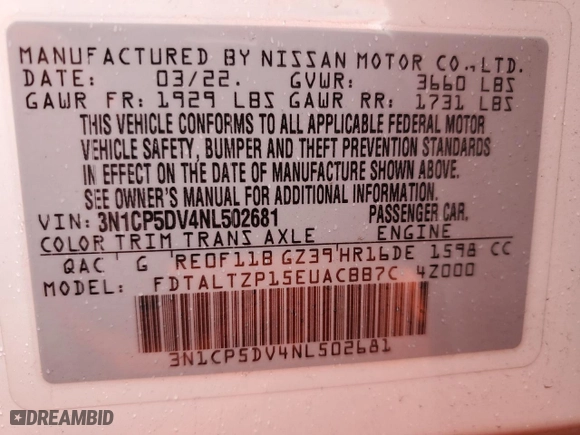 MANUFACTURED BY NISSAN MOTOR CO.,LTD.
DATE: 03/22. GVWR: 3660 LBS
GAWR FR: 1929 LBS GAWR RR: 1731 LBS
THIS VEHICLE CONFORMS TO ALL APPLICABLE FEDERAL MOTOR
VEHICLE SAFETY, BUMPER AND THEFT PREVENTION STANDARDS
IN EFFECT ON THE DATE OF MANUFACTURE SHOWN ABOVE.
SEE OWNER'S MANUAL FOR ADDITIONAL INFORMATION.
VIN: 3N1CP5DV4NL502681 PASSENGER CAR.
COLOR TRIM TRANS AXLE ENGINE
QAC G RE0F11B GZ39 HR16DE 1598 CC
MODEL: FDTALTZP15EUACBB7C 4Z000
3N1CP5DV4NL502681
DREAMBID